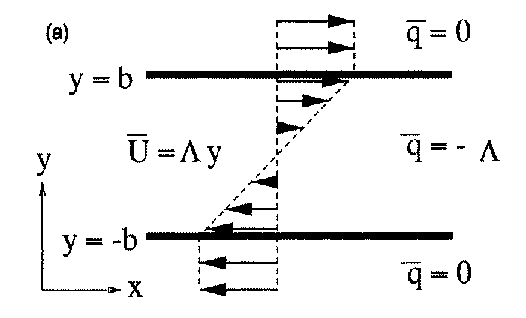 (a)
q̄ = 0
y = b
Ū = Λ y
q̄ = - Λ
y
y = -b
x
q̄ = 0